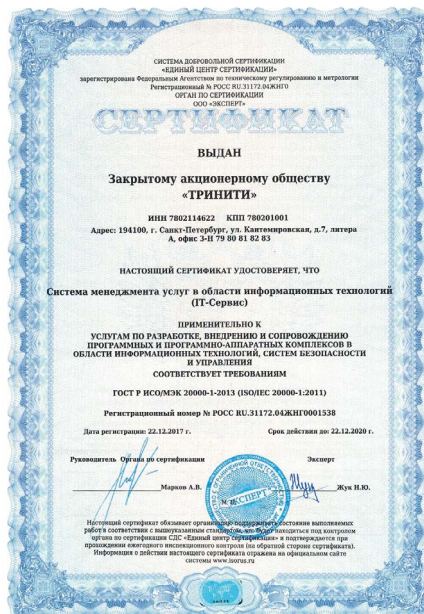 СИСТЕМА ДОБРОВОЛЬНОЙ СЕРТИФИКАЦИИ
«ЕДИНЫЙ ЦЕНТР СЕРТИФИКАЦИИ»
зарегистрирована Федеральным Агентством по техническому регулированию и метрологии
Регистрационный № РОСС RU.31172.04ЖНГ0
ОРГАН ПО СЕРТИФИКАЦИИ
ООО «ЭКСПЕРТ»
СЕРТИФИКАТ
ВЫДАН
Закрытому акционерному обществу
«ТРИНИТИ»
ИНН 7802114622 КПП 780201001
Адрес: 194100, г. Санкт-Петербург, ул. Кантемировская, д.7, литера
А, офис 3-Н 79 80 81 82 83
НАСТОЯЩИЙ СЕРТИФИКАТ УДОСТОВЕРЯЕТ, ЧТО
Система менеджмента услуг в области информационных технологий
(IT-Сервис)
ПРИМЕНИТЕЛЬНО К
УСЛУГАМ ПО РАЗРАБОТКЕ, ВНЕДРЕНИЮ И СОПРОВОЖДЕНИЮ
ПРОГРАММНЫХ И ПРОГРАММНО-АППАРАТНЫХ КОМПЛЕКСОВ В
ОБЛАСТИ ИНФОРМАЦИОННЫХ ТЕХНОЛОГИЙ, СИСТЕМ БЕЗОПАСНОСТИ
И УПРАВЛЕНИЯ
СООТВЕТСТВУЕТ ТРЕБОВАНИЯМ
ГОСТ Р ИСО/МЭК 20000-1-2013 (ISO/IEC 20000-1:2011)
Регистрационный номер № РОСС RU.31172.04ЖНГ0001538
Дата регистрации: 22.12.2017 г. Срок действия до: 22.12.2020 г.
Руководитель Органа по сертификации Эксперт
Марков А.В. М.П. Жук Н.Ю.
ЭКСПЕРТ
Настоящий сертификат обязывает организацию поддерживать состояние выполняемых
работ в соответствии с вышеуказанным стандартом, что будет находиться под контролем
органа по сертификации СДС «Единый центр сертификации» и подтверждается при
прохождении ежегодного инспекционного контроля (на обратной стороне сертификата).
Информация о действии настоящего сертификата отражена на официальном сайте
системы www.isorus.ru